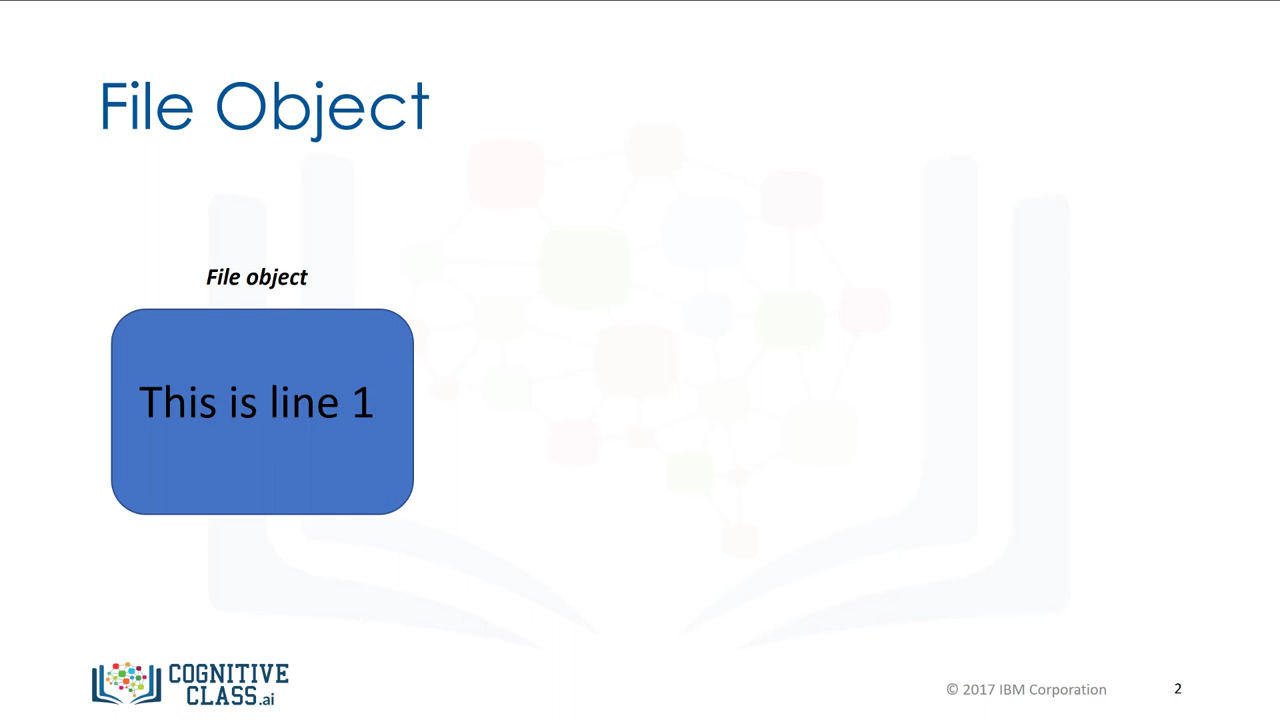 File Object
File object
This is line 1
COGNITIVE
CLASS.ai
© 2017 IBM Corporation
2